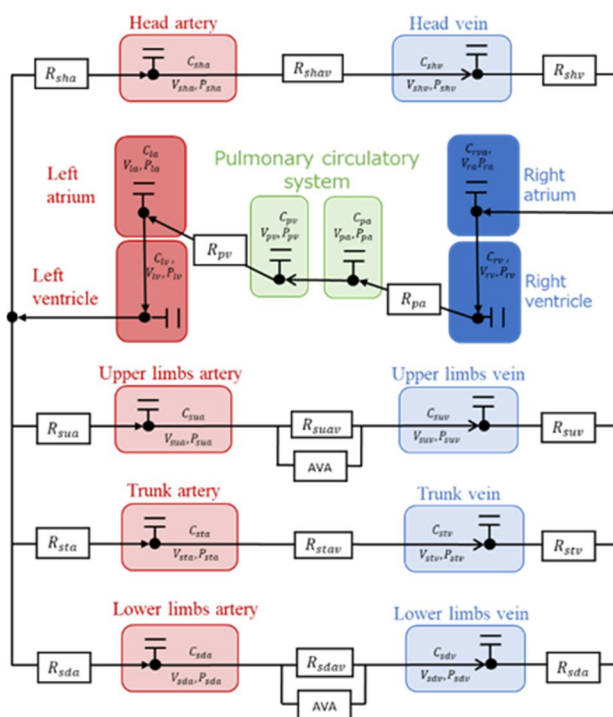 Head artery Head vein
R_sha C_sha R_shav C_shv R_shv
V_sha, P_sha V_shv, P_shv
Left atrium
C_la
V_la, P_la
Pulmonary circulatory system
C_rva
V_ra P_ra
Right atrium
Left ventricle
C_lv,
V_lv, P_lv
R_pv
C_pv
V_pv, P_pv
C_pa
V_pa, P_pa
R_pa
C_rv,
V_rv, P_rv
Right ventricle
Upper limbs artery Upper limbs vein
R_sua C_sua R_suav C_suv R_suv
V_sua, P_sua AVA V_suv, P_suv
Trunk artery Trunk vein
R_sta C_sta R_stav C_stv R_stv
V_sta, P_sta V_stv, P_stv
Lower limbs artery Lower limbs vein
R_sda C_sda R_sdav C_sdv R_sda
V_sda, P_sda AVA V_sdv, P_sdv